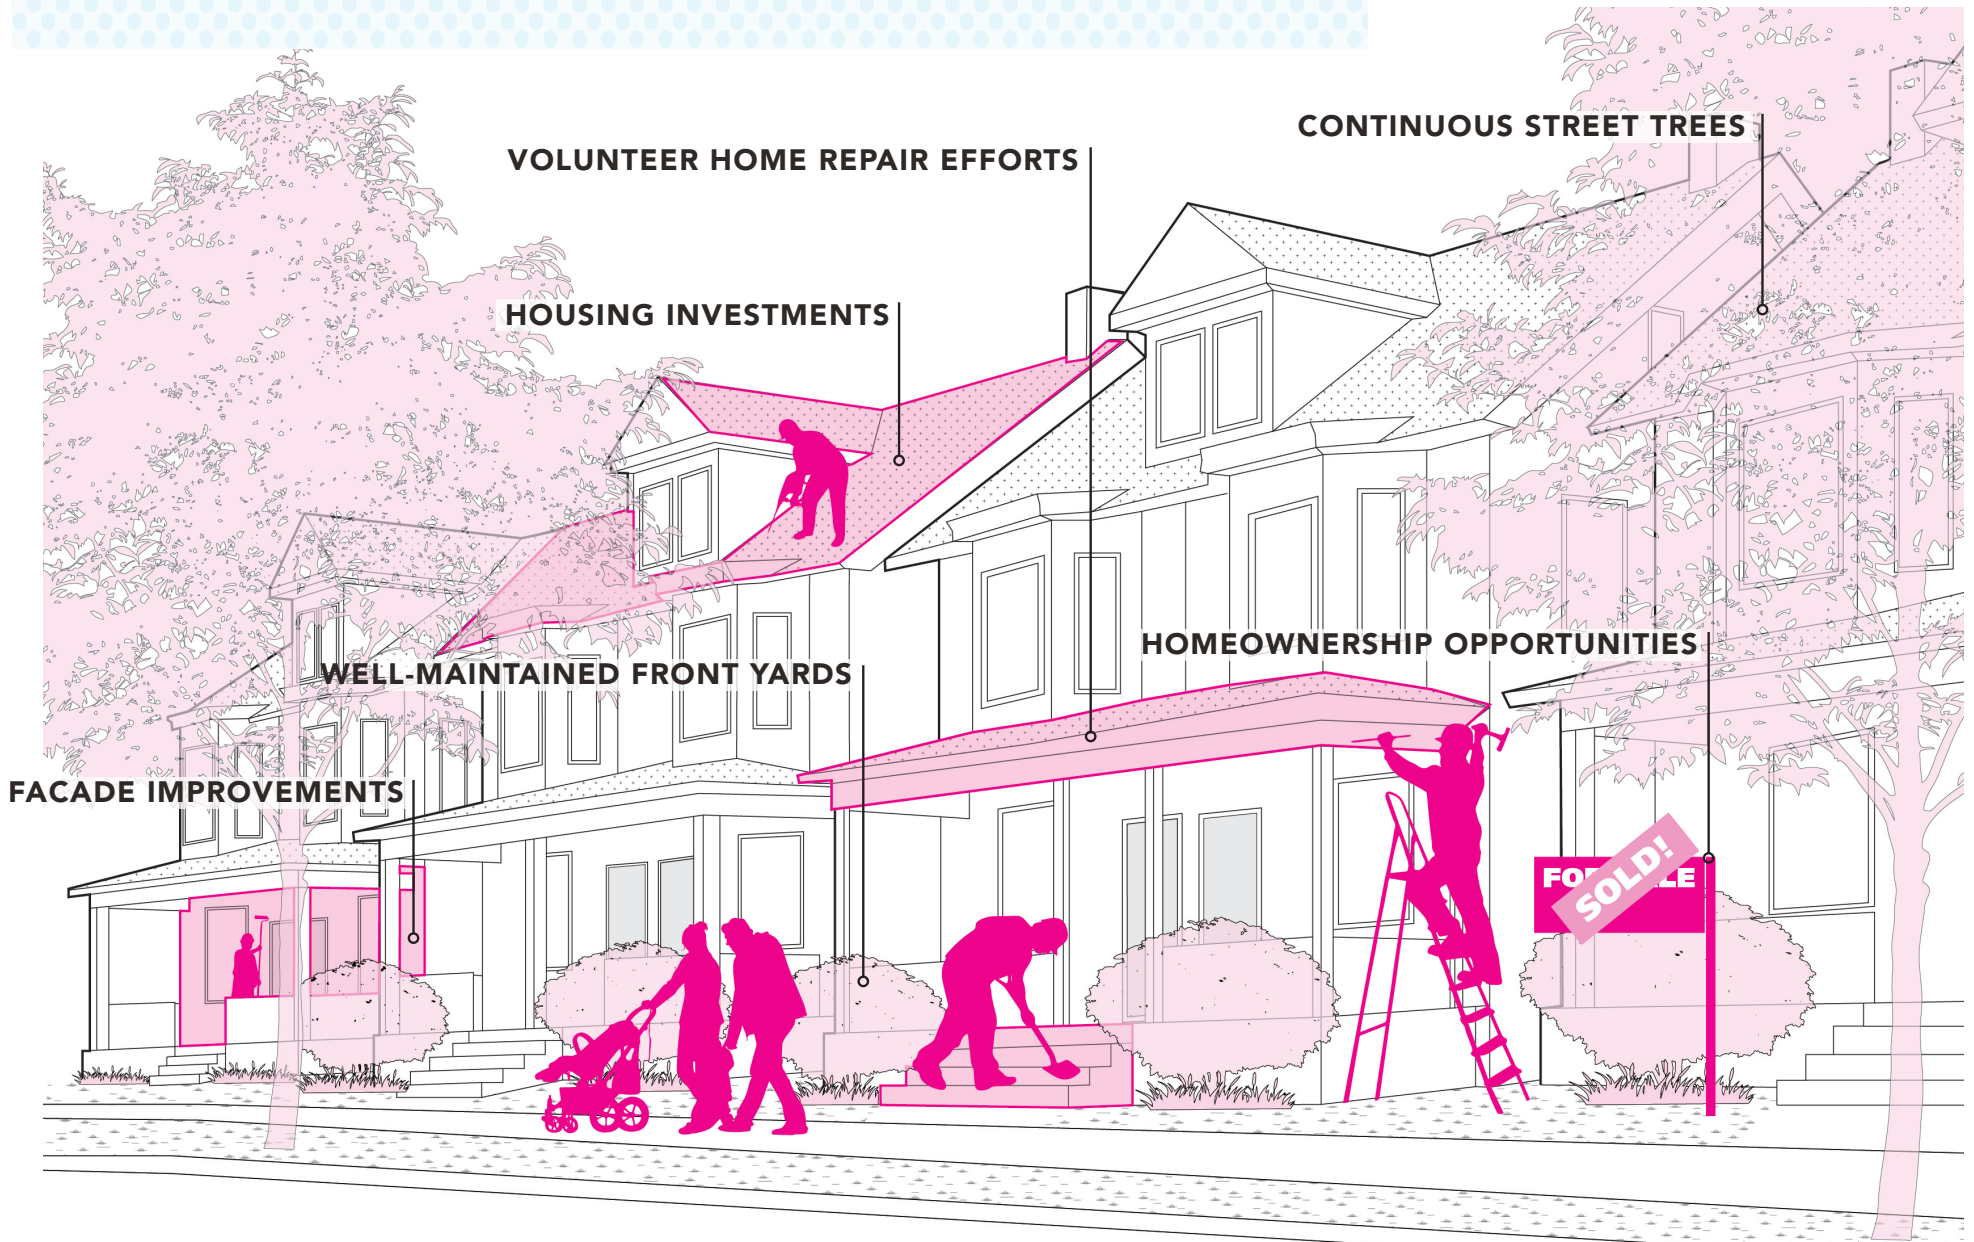 CONTINUOUS STREET TREES
VOLUNTEER HOME REPAIR EFFORTS
HOUSING INVESTMENTS
HOMEOWNERSHIP OPPORTUNITIES
WELL-MAINTAINED FRONT YARDS
FACADE IMPROVEMENTS
SOLD!